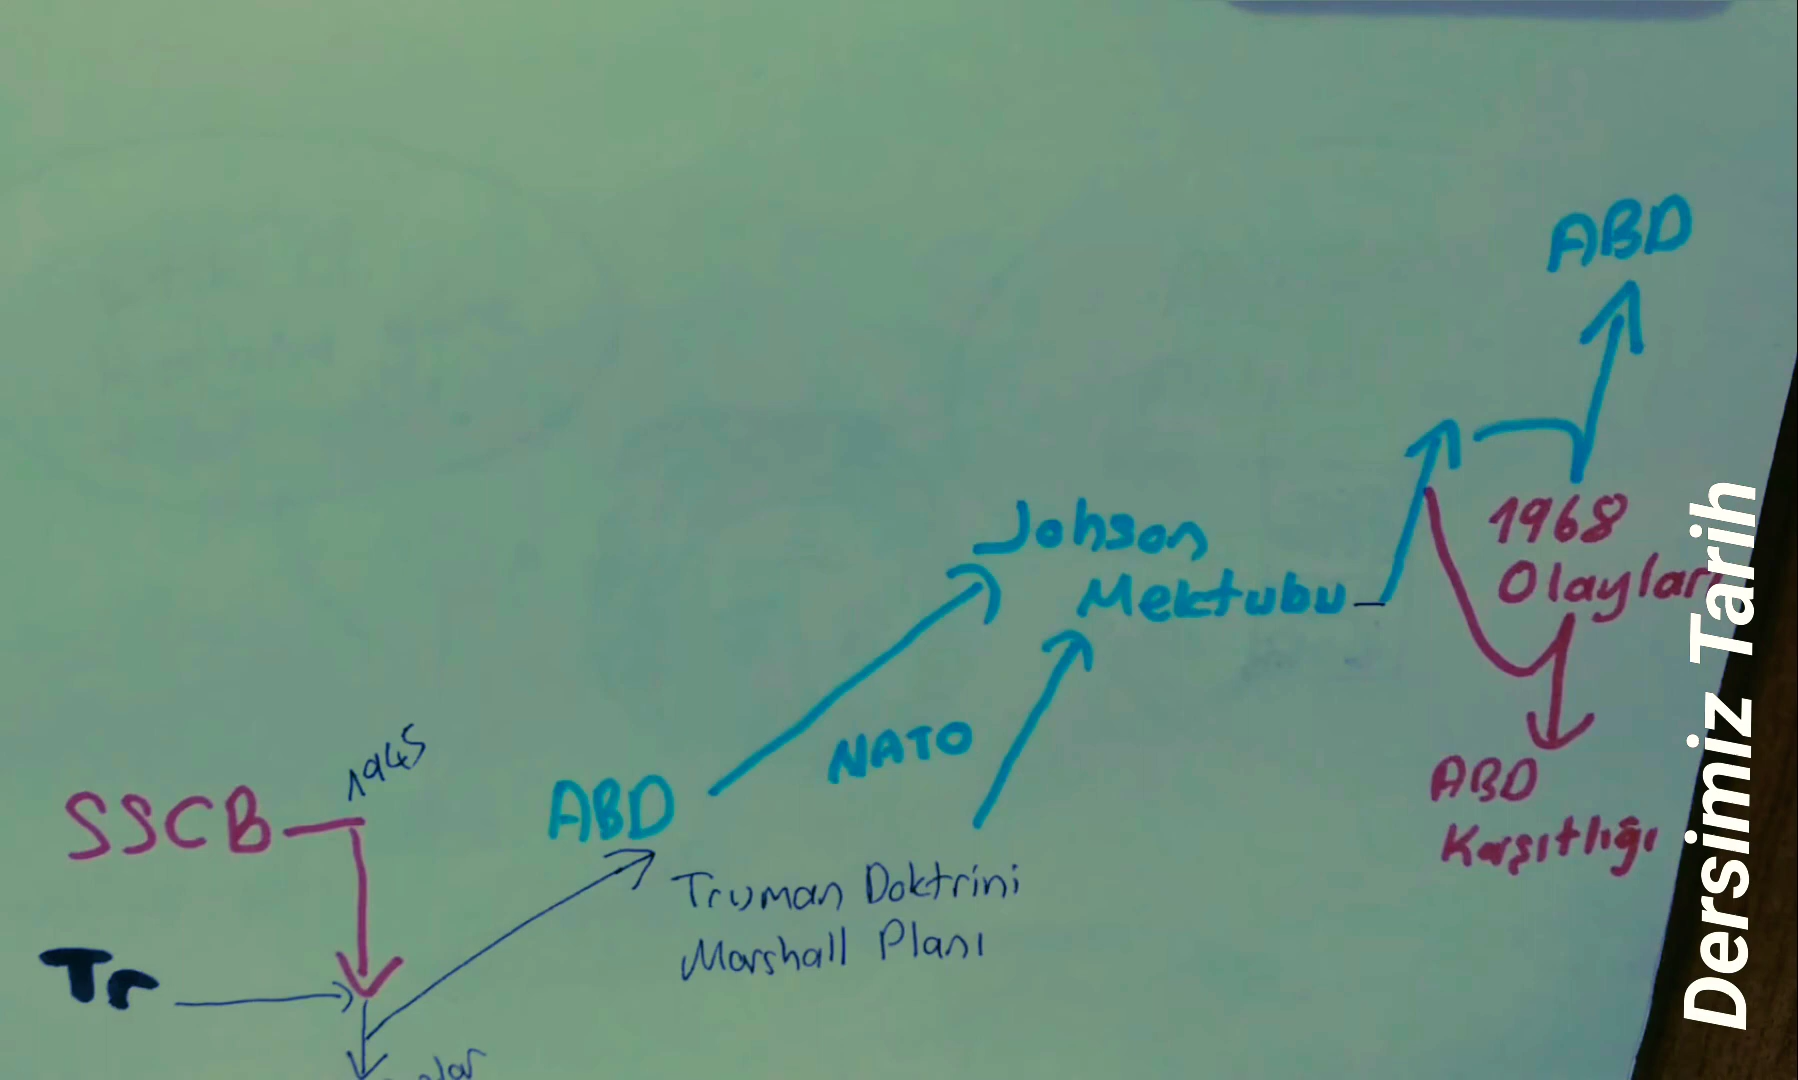 ABD
1968
Olayları
Johson
Mektubu
NATO
1945
SSCB
ABD
ABD
Karşıtlığı
Truman Doktrini
Marshall Planı
Tr
Dersimiz Tarih